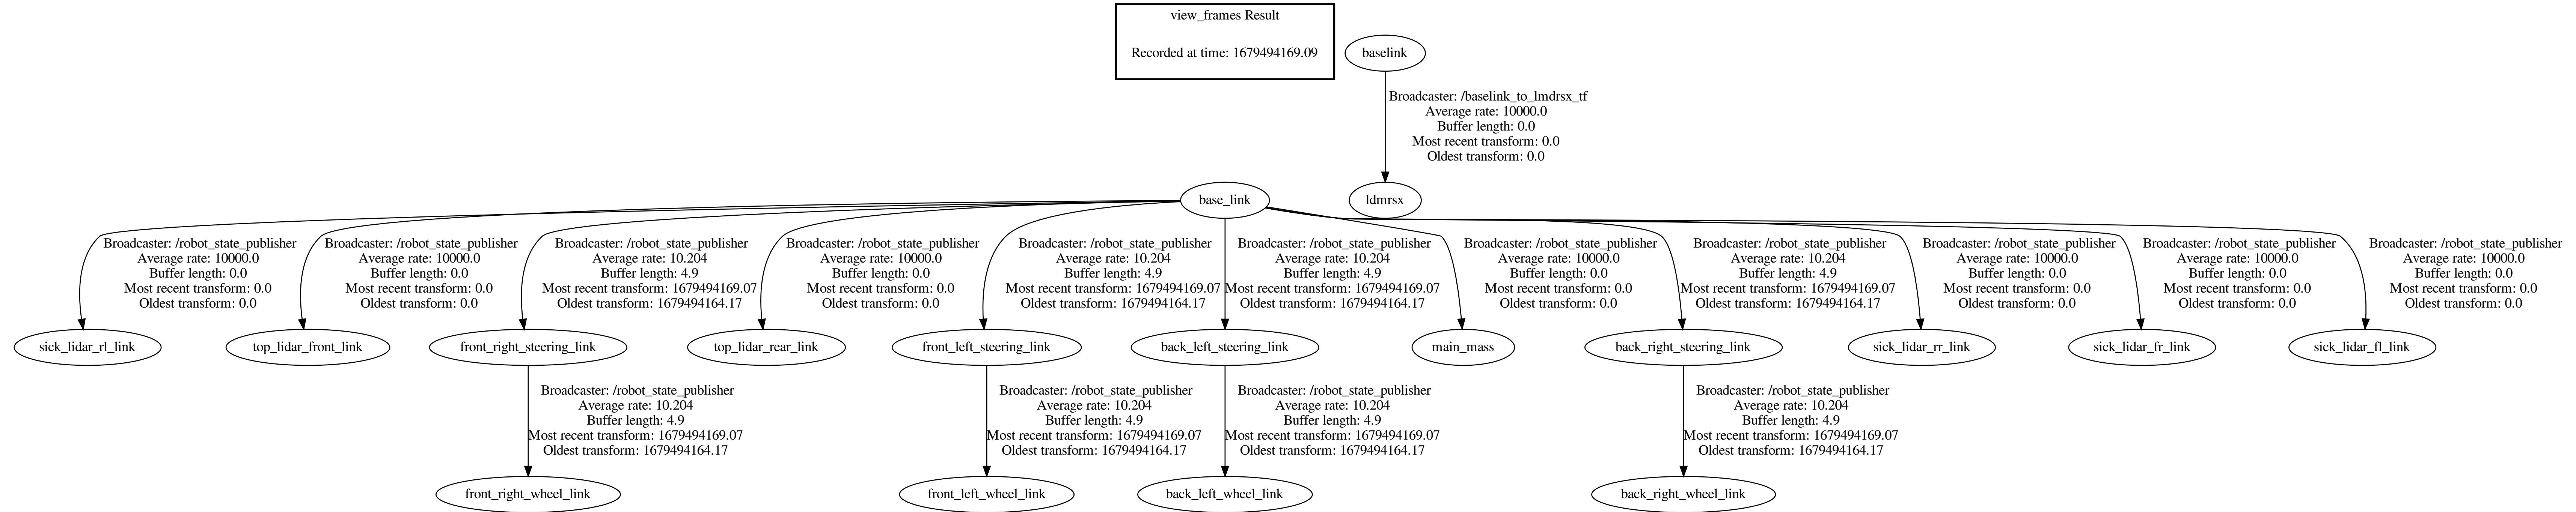 view_frames Result
Recorded at time: 1679494169.09
baselink
Broadcaster: /baselink_to_lmdrsx_tf
Average rate: 10000.0
Buffer length: 0.0
Most recent transform: 0.0
Oldest transform: 0.0
base_link
ldmrsx
Broadcaster: /robot_state_publisher
Average rate: 10000.0
Buffer length: 0.0
Most recent transform: 0.0
Oldest transform: 0.0
Broadcaster: /robot_state_publisher
Average rate: 10000.0
Buffer length: 0.0
Most recent transform: 0.0
Oldest transform: 0.0
Broadcaster: /robot_state_publisher
Average rate: 10.204
Buffer length: 4.9
Most recent transform: 1679494169.07
Oldest transform: 1679494164.17
Broadcaster: /robot_state_publisher
Average rate: 10000.0
Buffer length: 0.0
Most recent transform: 0.0
Oldest transform: 0.0
Broadcaster: /robot_state_publisher
Average rate: 10.204
Buffer length: 4.9
Most recent transform: 1679494169.07
Oldest transform: 1679494164.17
Broadcaster: /robot_state_publisher
Average rate: 10.204
Buffer length: 4.9
Most recent transform: 1679494169.07
Oldest transform: 1679494164.17
Broadcaster: /robot_state_publisher
Average rate: 10000.0
Buffer length: 0.0
Most recent transform: 0.0
Oldest transform: 0.0
Broadcaster: /robot_state_publisher
Average rate: 10.204
Buffer length: 4.9
Most recent transform: 1679494169.07
Oldest transform: 1679494164.17
Broadcaster: /robot_state_publisher
Average rate: 10000.0
Buffer length: 0.0
Most recent transform: 0.0
Oldest transform: 0.0
Broadcaster: /robot_state_publisher
Average rate: 10000.0
Buffer length: 0.0
Most recent transform: 0.0
Oldest transform: 0.0
Broadcaster: /robot_state_publisher
Average rate: 10000.0
Buffer length: 0.0
Most recent transform: 0.0
Oldest transform: 0.0
sick_lidar_rl_link
top_lidar_front_link
front_right_steering_link
top_lidar_rear_link
front_left_steering_link
back_left_steering_link
main_mass
back_right_steering_link
sick_lidar_rr_link
sick_lidar_fr_link
sick_lidar_fl_link
Broadcaster: /robot_state_publisher
Average rate: 10.204
Buffer length: 4.9
Most recent transform: 1679494169.07
Oldest transform: 1679494164.17
Broadcaster: /robot_state_publisher
Average rate: 10.204
Buffer length: 4.9
Most recent transform: 1679494169.07
Oldest transform: 1679494164.17
Broadcaster: /robot_state_publisher
Average rate: 10.204
Buffer length: 4.9
Most recent transform: 1679494169.07
Oldest transform: 1679494164.17
Broadcaster: /robot_state_publisher
Average rate: 10.204
Buffer length: 4.9
Most recent transform: 1679494169.07
Oldest transform: 1679494164.17
front_right_wheel_link
front_left_wheel_link
back_left_wheel_link
back_right_wheel_link